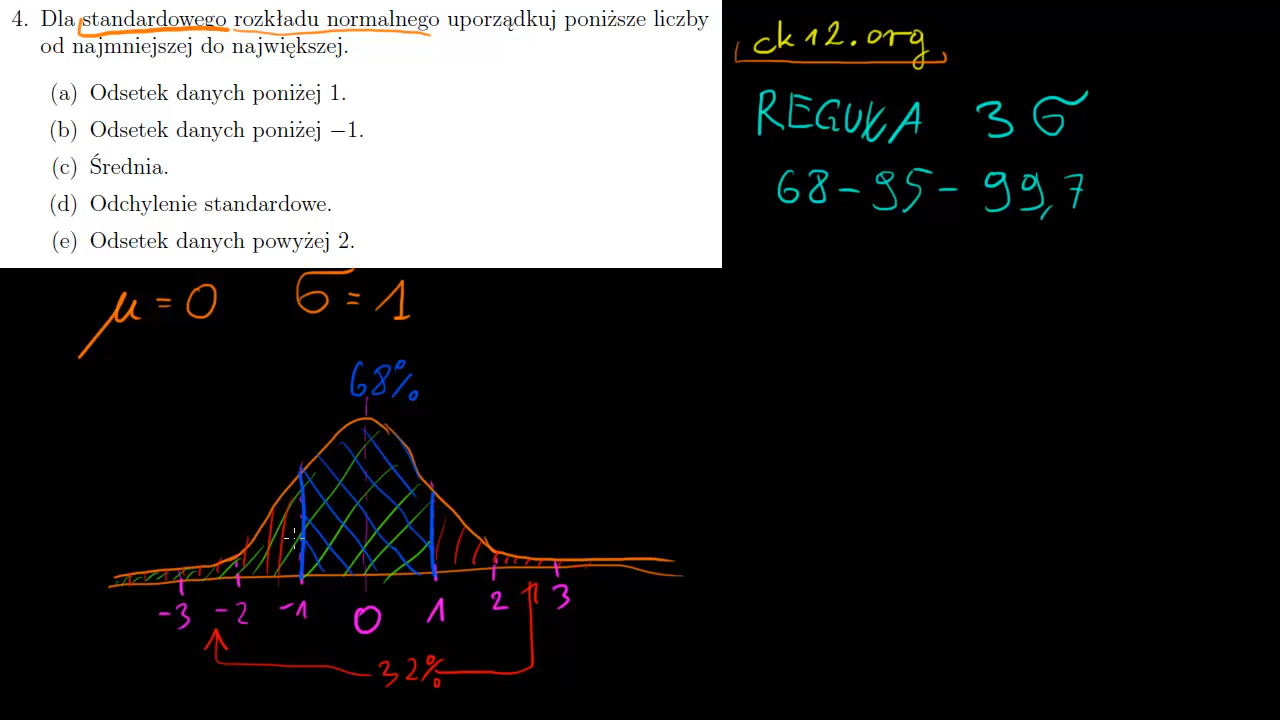 4. Dla standardowego rozkładu normalnego uporządkuj poniższe liczby
od najmniejszej do największej.
(a) Odsetek danych poniżej 1.
(b) Odsetek danych poniżej −1.
(c) Średnia.
(d) Odchylenie standardowe.
(e) Odsetek danych powyżej 2.
ck12.org
REGUŁA 3σ
68-95-99,7
μ=0 σ=1
68%
-3 -2 -1 0 1 2 3
32%